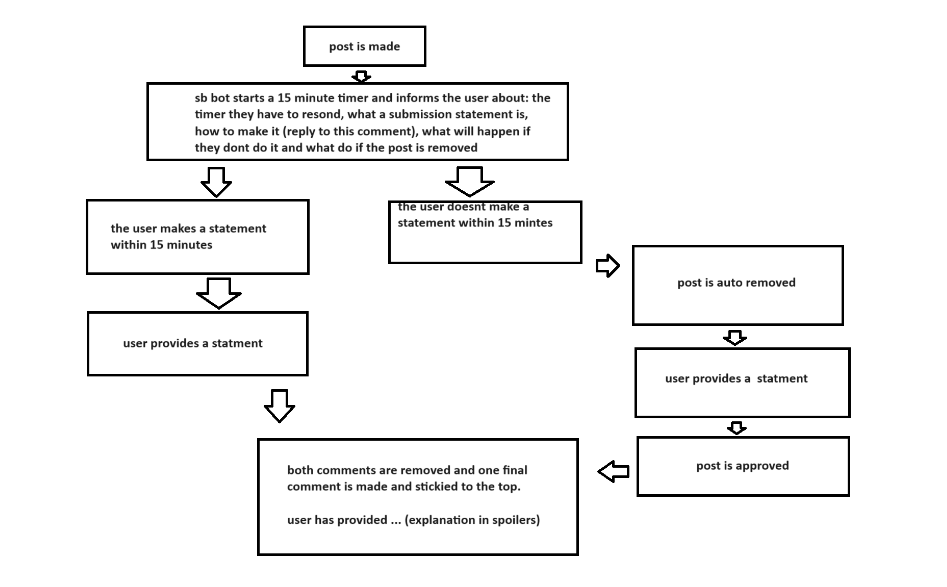 post is made
sb bot starts a 15 minute timer and informs the user about: the
timer they have to resond, what a submission statement is,
how to make it (reply to this comment), what will happen if
they dont do it and what do if the post is removed
the user makes a statement
within 15 minutes
the user doesnt make a
statement within 15 mintes
post is auto removed
user provides a statment
user provides a  statment
post is approved
both comments are removed and one final
comment is made and stickied to the top.
user has provided ... (explanation in spoilers)